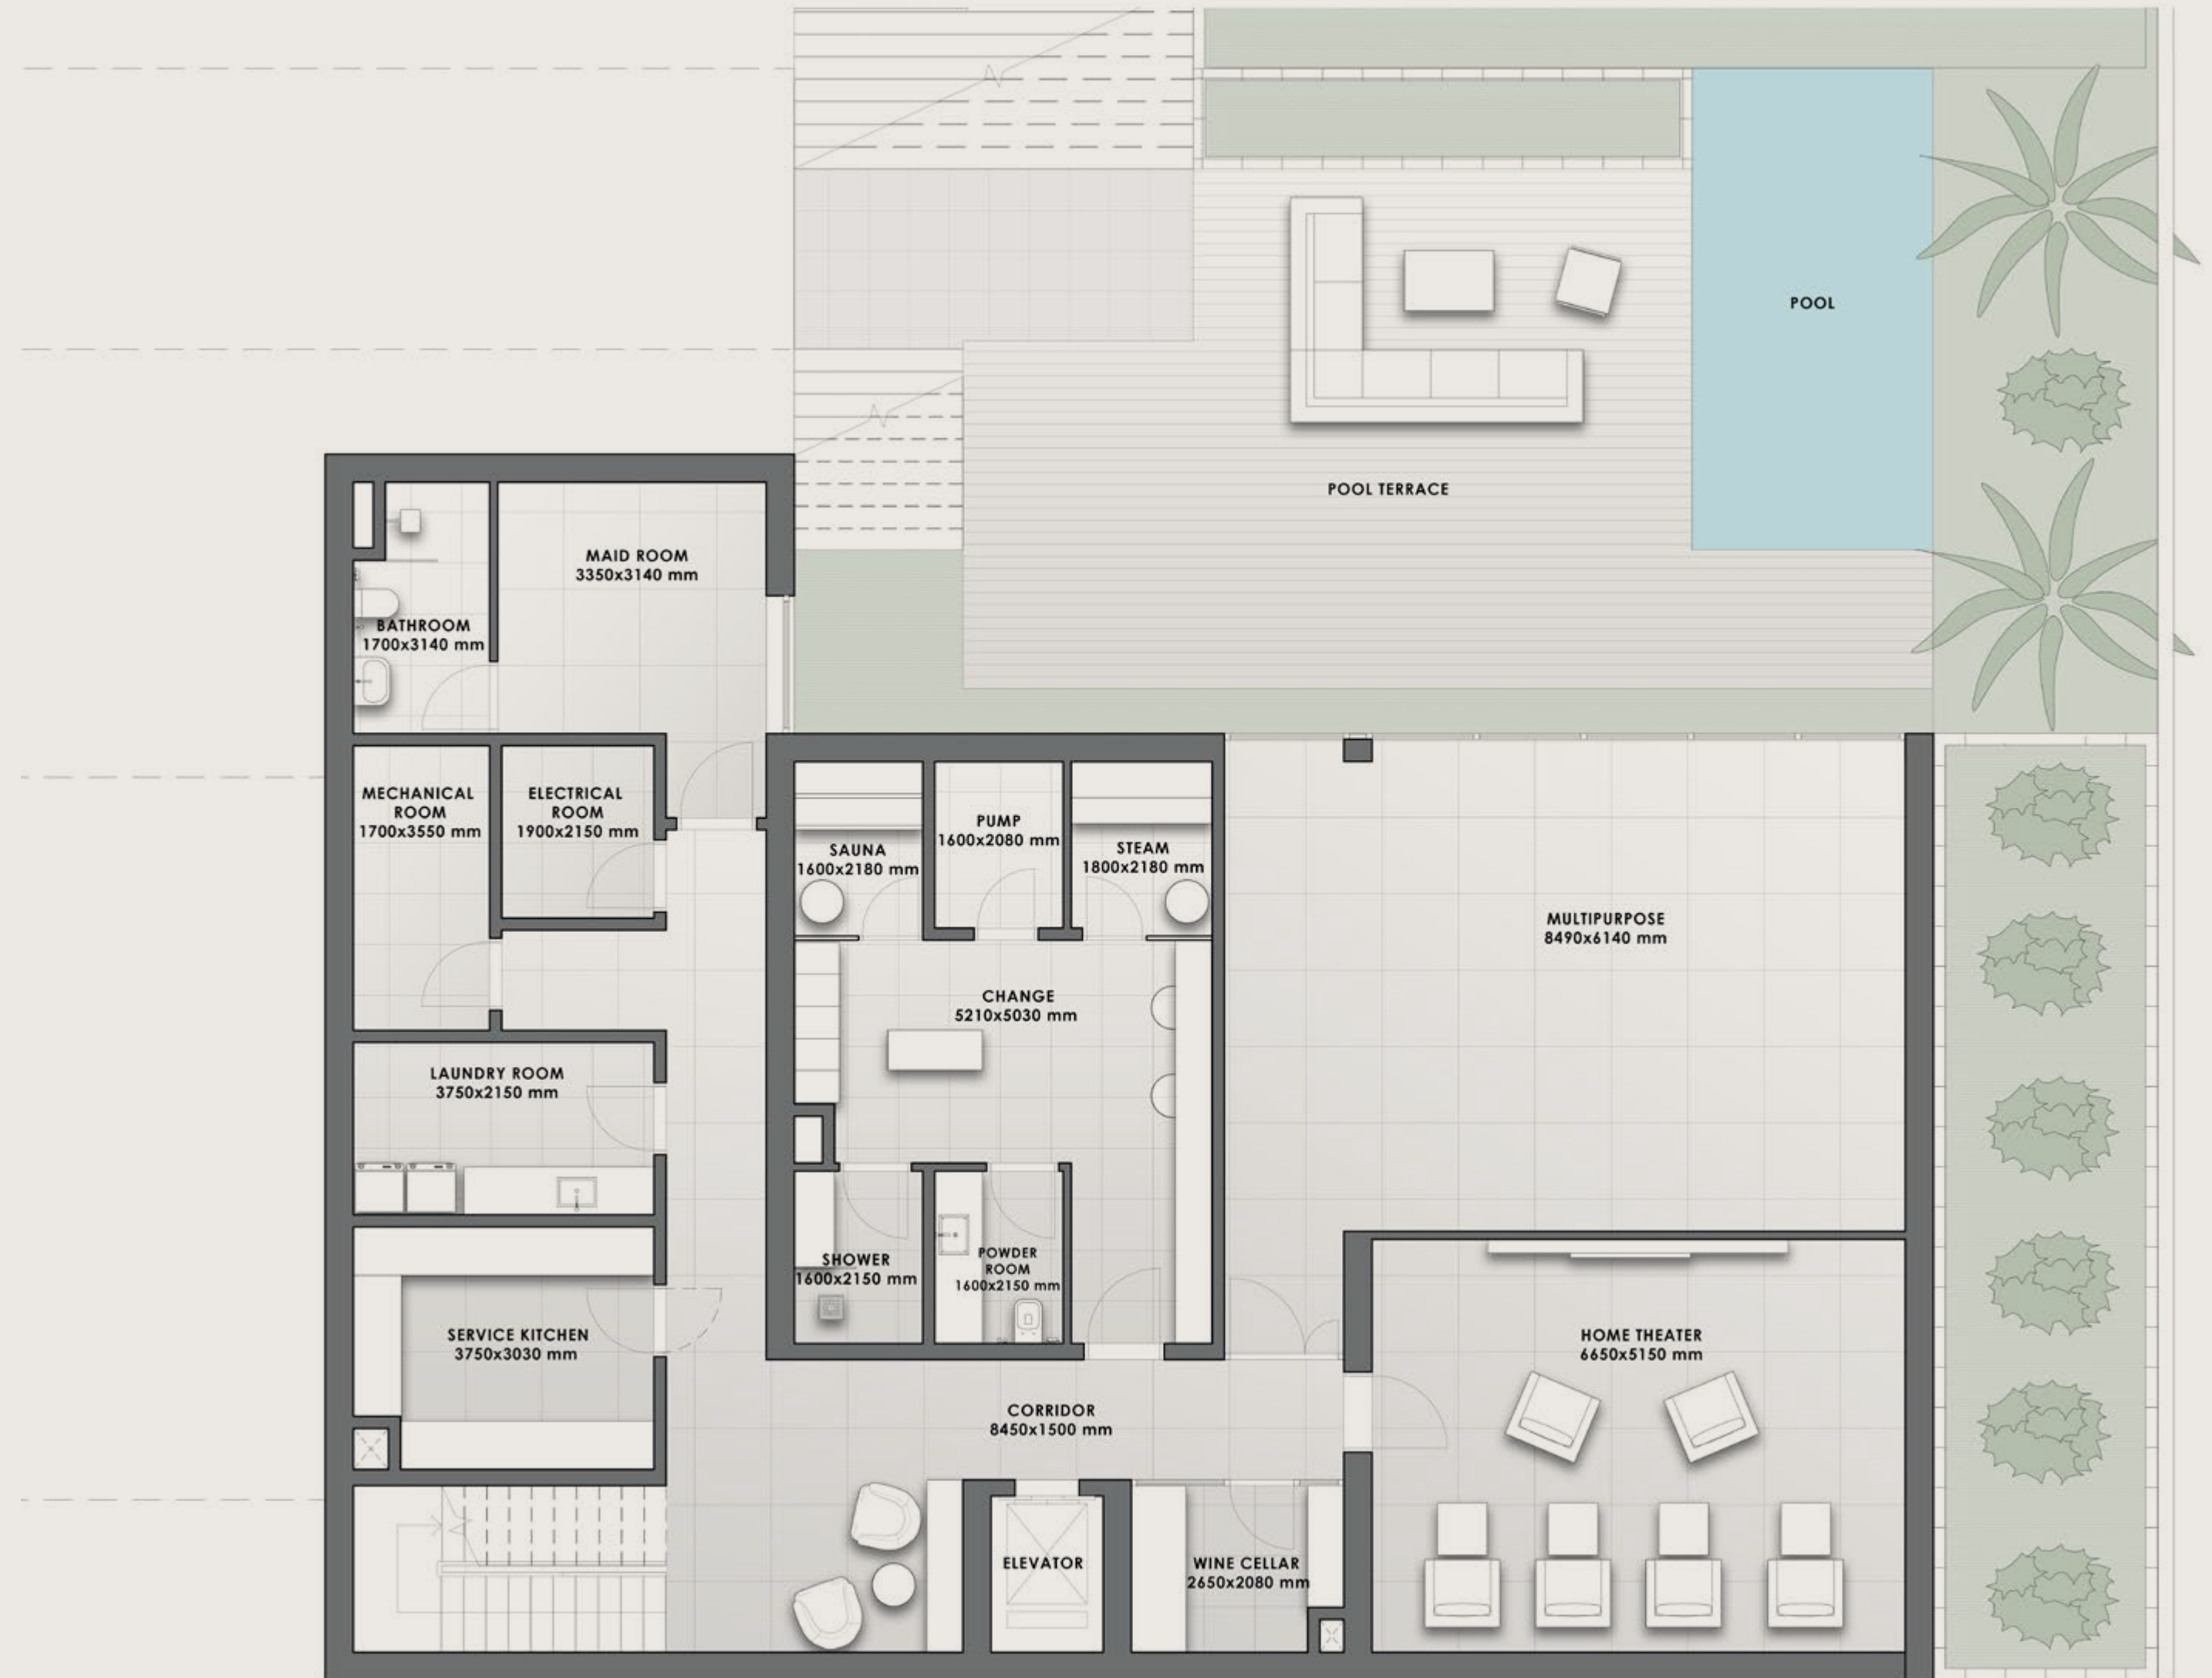 POOL
POOL TERRACE
MAID ROOM
3350x3140 mm
BATHROOM
1700x3140 mm
MECHANICAL
ROOM
1700x3550 mm
ELECTRICAL
ROOM
1900x2150 mm
SAUNA
1600x2180 mm
PUMP
1600x2080 mm
STEAM
1800x2180 mm
MULTIPURPOSE
8490x6140 mm
CHANGE
5210x5030 mm
LAUNDRY ROOM
3750x2150 mm
SHOWER
1600x2150 mm
POWDER
ROOM
1600x2150 mm
SERVICE KITCHEN
3750x3030 mm
HOME THEATER
6650x5150 mm
CORRIDOR
8450x1500 mm
ELEVATOR
WINE CELLAR
2650x2080 mm